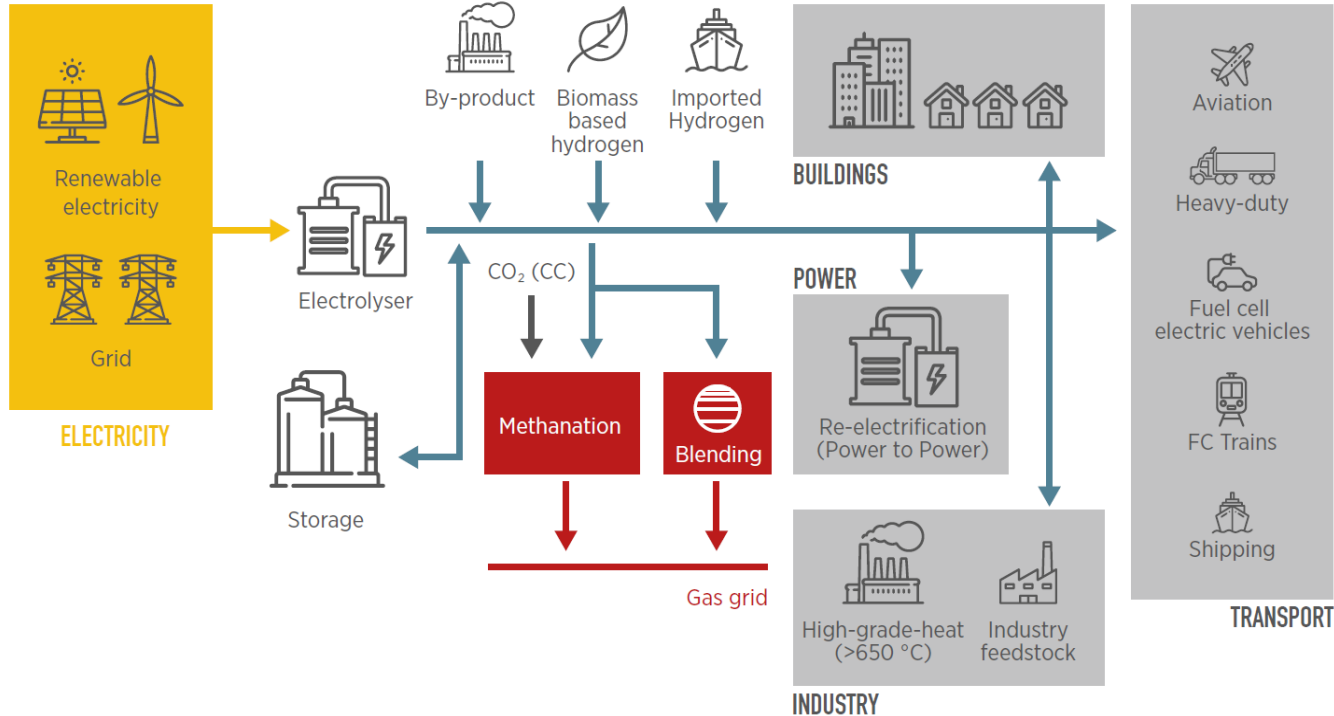 Renewable
electricity
Grid
ELECTRICITY
Electrolyser
Storage
By-product
Biomass
based
hydrogen
Imported
Hydrogen
CO₂ (CC)
Methanation
Blending
Gas grid
BUILDINGS
POWER
Re-electrification
(Power to Power)
High-grade-heat
(>650 °C)
Industry
feedstock
INDUSTRY
Aviation
Heavy-duty
Fuel cell
electric vehicles
FC Trains
Shipping
TRANSPORT